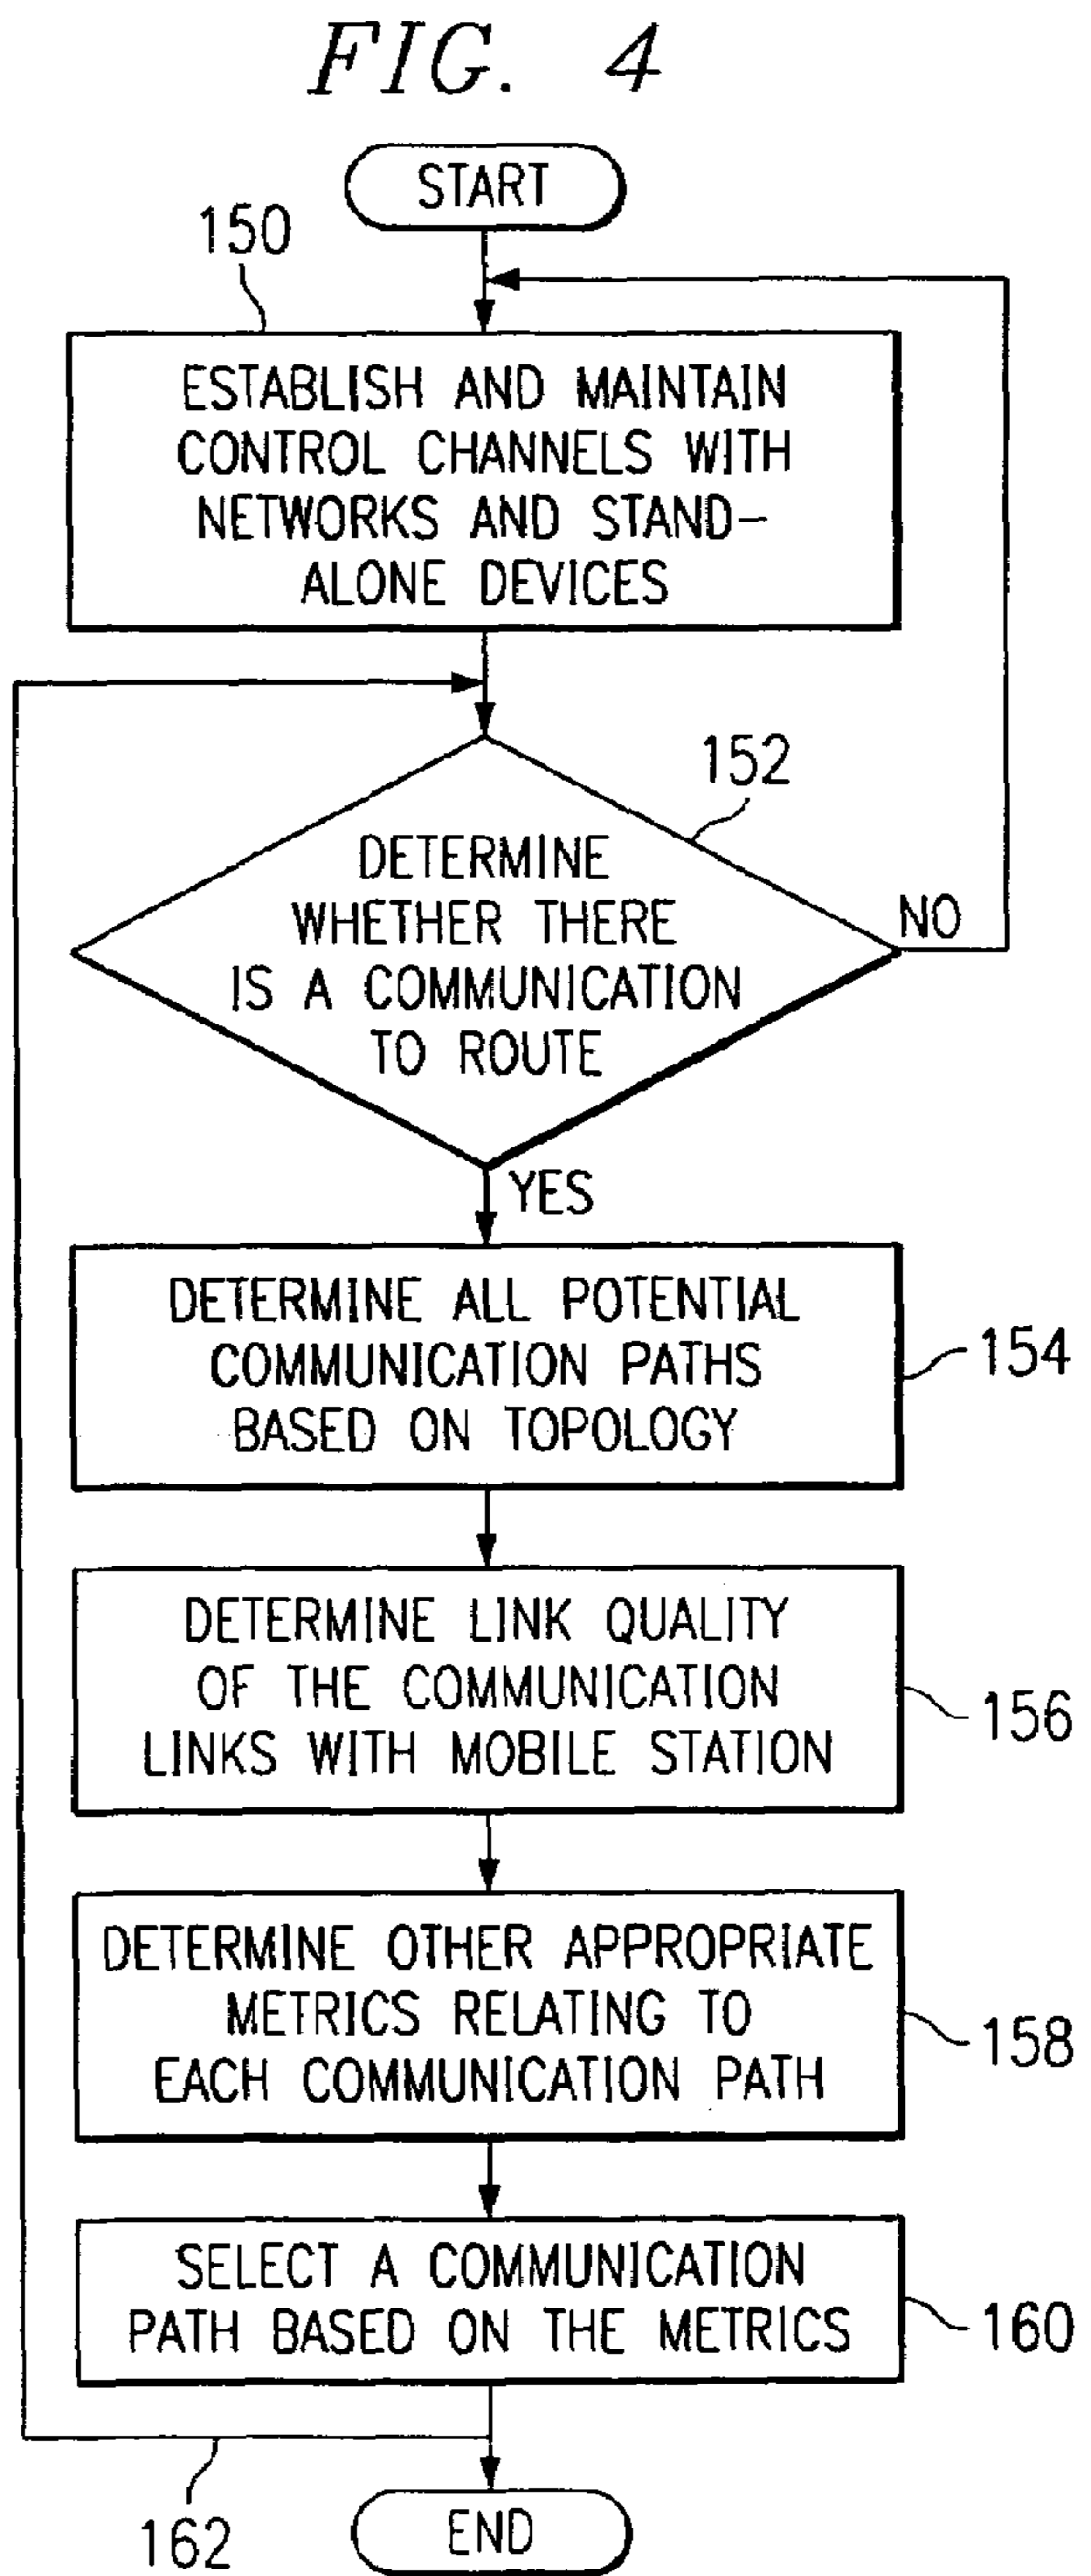 FIG. 4
START
150
ESTABLISH AND MAINTAIN
CONTROL CHANNELS WITH
NETWORKS AND STAND-
ALONE DEVICES
152
DETERMINE
WHETHER THERE
IS A COMMUNICATION
TO ROUTE
NO
YES
DETERMINE ALL POTENTIAL
COMMUNICATION PATHS
BASED ON TOPOLOGY
154
DETERMINE LINK QUALITY
OF THE COMMUNICATION
LINKS WITH MOBILE STATION
156
DETERMINE OTHER APPROPRIATE
METRICS RELATING TO
EACH COMMUNICATION PATH
158
SELECT A COMMUNICATION
PATH BASED ON THE METRICS
160
162
END